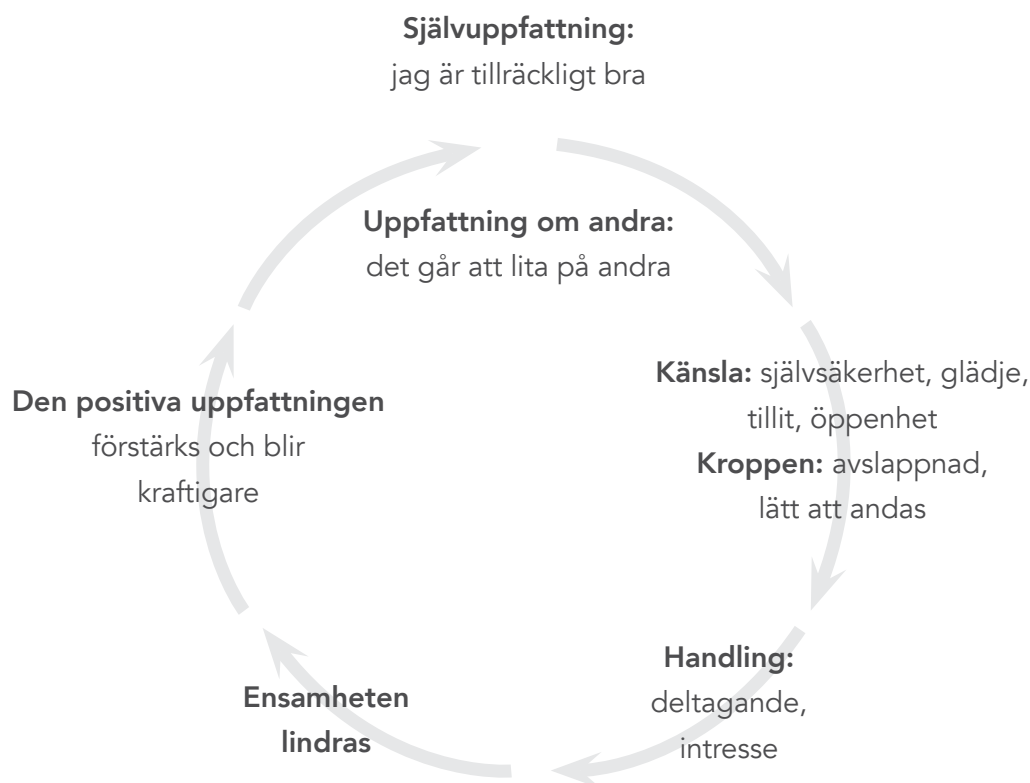 Självuppfattning:
jag är tillräckligt bra
Uppfattning om andra:
det går att lita på andra
Känsla: självsäkerhet, glädje,
tillit, öppenhet
Kroppen: avslappnad,
lätt att andas
Handling:
deltagande,
intresse
Ensamheten
lindras
Den positiva uppfattningen
förstärks och blir
kraftigare